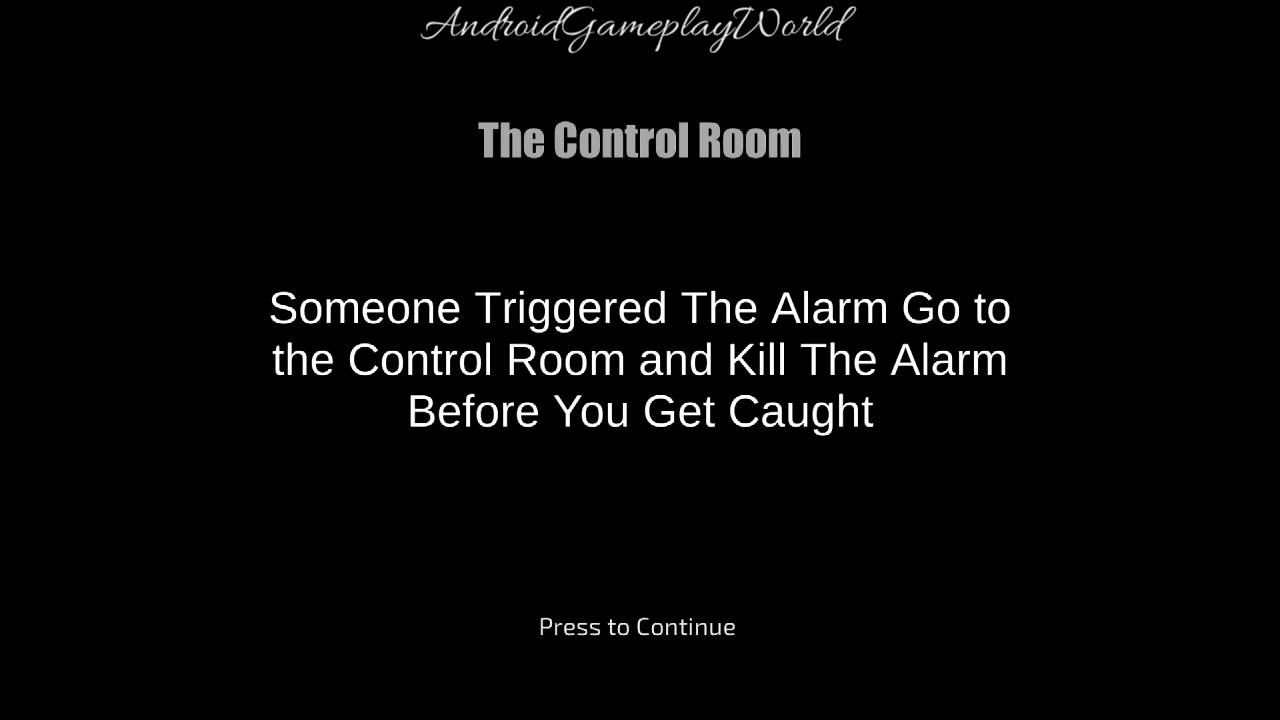 AndroidGameplayWorld
The Control Room
Someone Triggered The Alarm Go to
the Control Room and Kill The Alarm
Before You Get Caught
Press to Continue